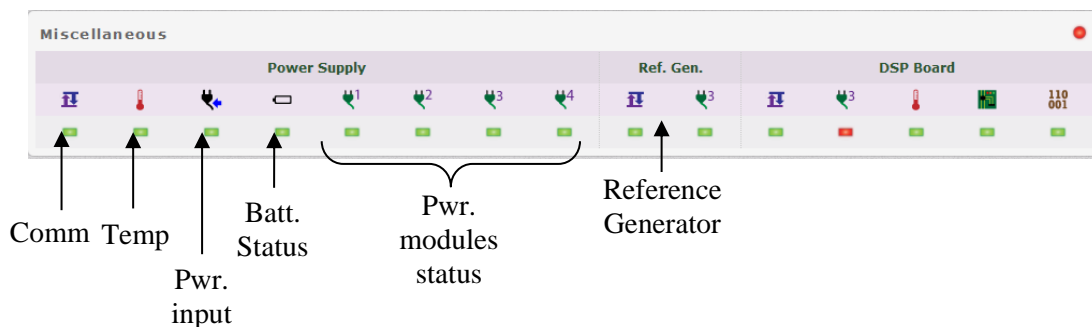 Miscellaneous
Power Supply Ref. Gen. DSP Board
1 2 3 4 3 3 110
001
Comm Temp Pwr. input Batt. Status Pwr. modules status Reference Generator